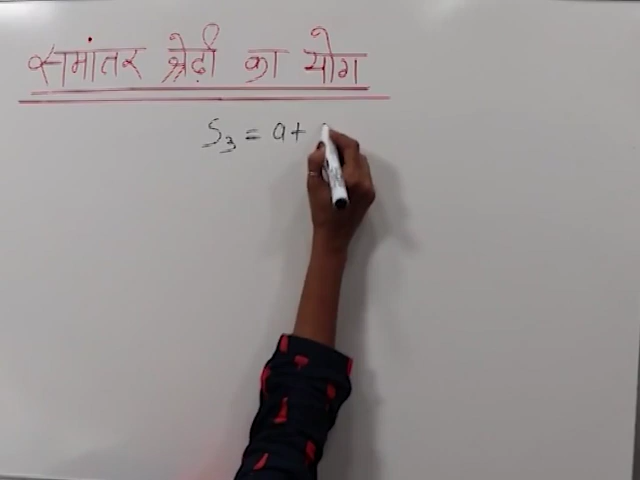 समांतर श्रेढ़ी का योग
S₃ = a +